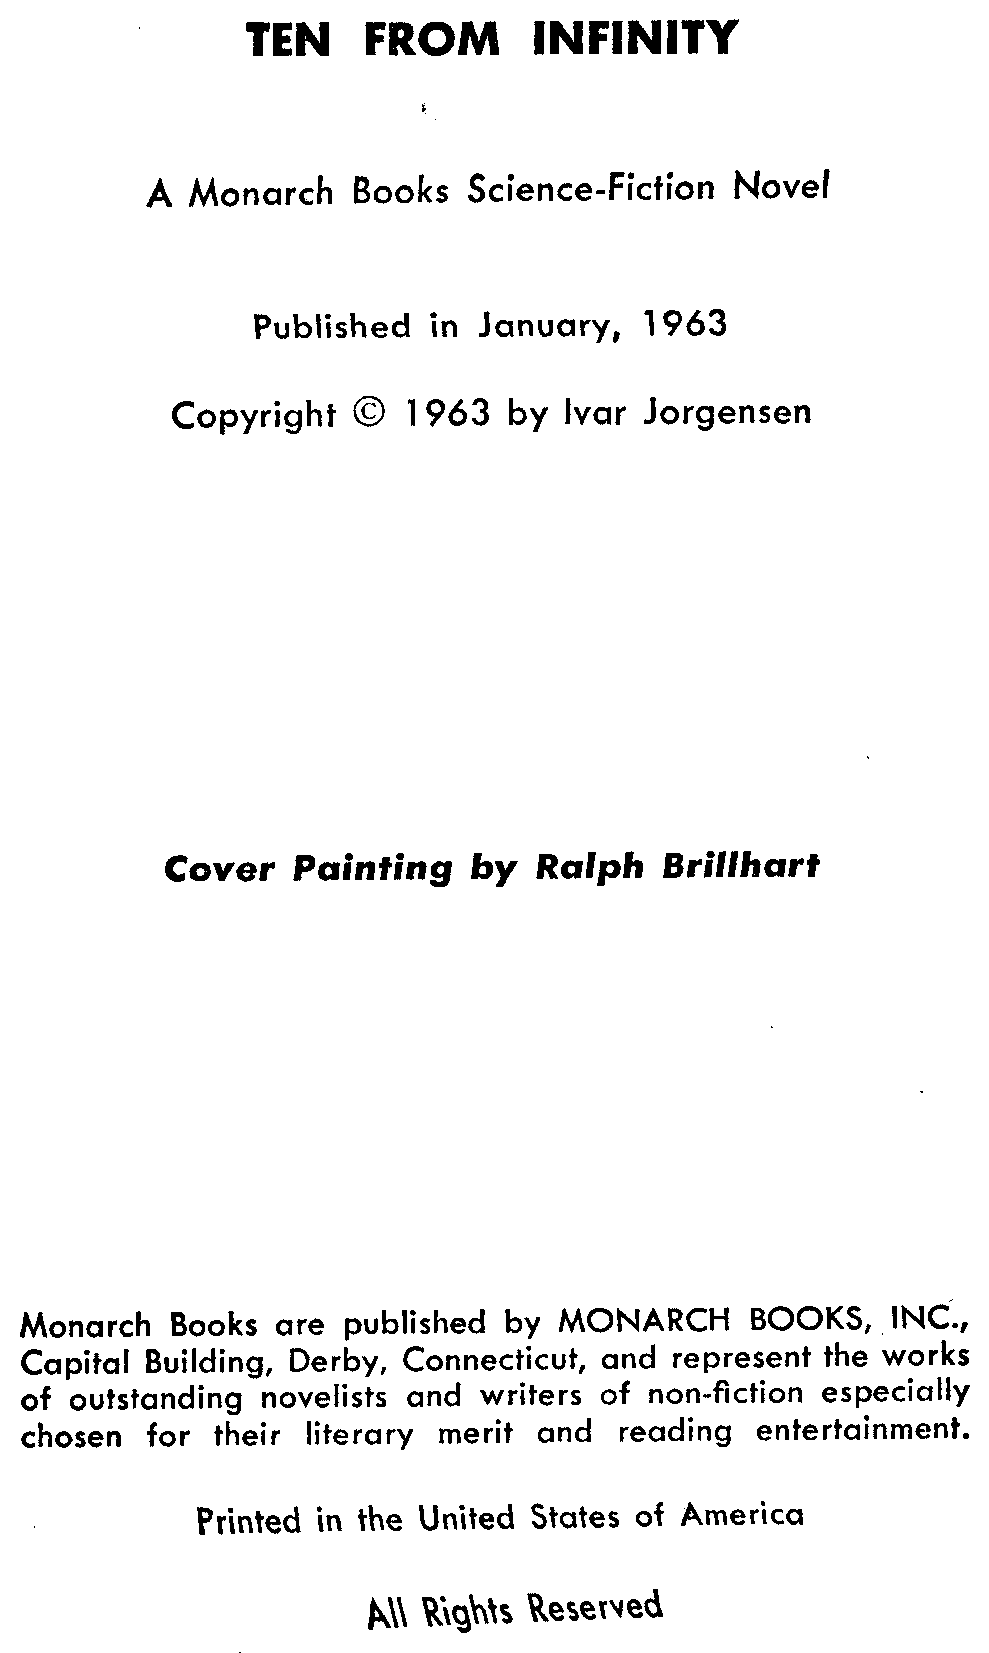 TEN FROM INFINITY
A Monarch Books Science-Fiction Novel
Published in January, 1963
Copyright © 1963 by Ivar Jorgensen
Cover Painting by Ralph Brillhart
Monarch Books are published by MONARCH BOOKS, INC.,
Capital Building, Derby, Connecticut, and represent the works
of outstanding novelists and writers of non-fiction especially
chosen for their literary merit and reading entertainment.
Printed in the United States of America
All Rights Reserved